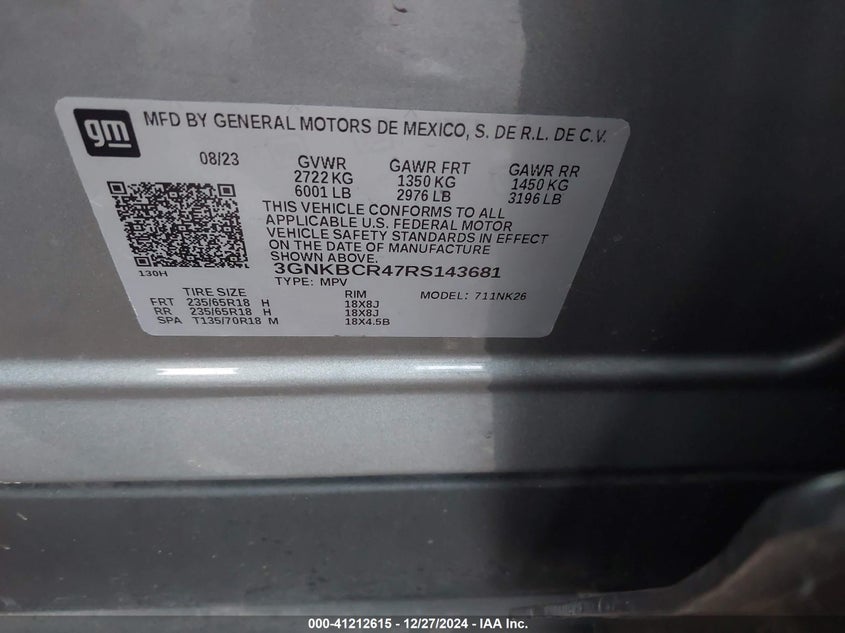 gm
MFD BY GENERAL MOTORS DE MEXICO, S. DE R.L. DE C.V.
08/23 GVWR GAWR FRT GAWR RR
2722 KG 1350 KG 1450 KG
6001 LB 2976 LB 3196 LB
THIS VEHICLE CONFORMS TO ALL
APPLICABLE U.S. FEDERAL MOTOR
VEHICLE SAFETY STANDARDS IN EFFECT
ON THE DATE OF MANUFACTURE
SHOWN ABOVE.
130H 3GNKBCR47RS143681
TYPE: MPV MODEL: 711NK26
TIRE SIZE RIM
FRT 235/65R18 H 18X8J
RR 235/65R18 H 18X8J
SPA T135/70R18 M 18X4.5B
000-41212615 - 12/27/2024 - IAA Inc.